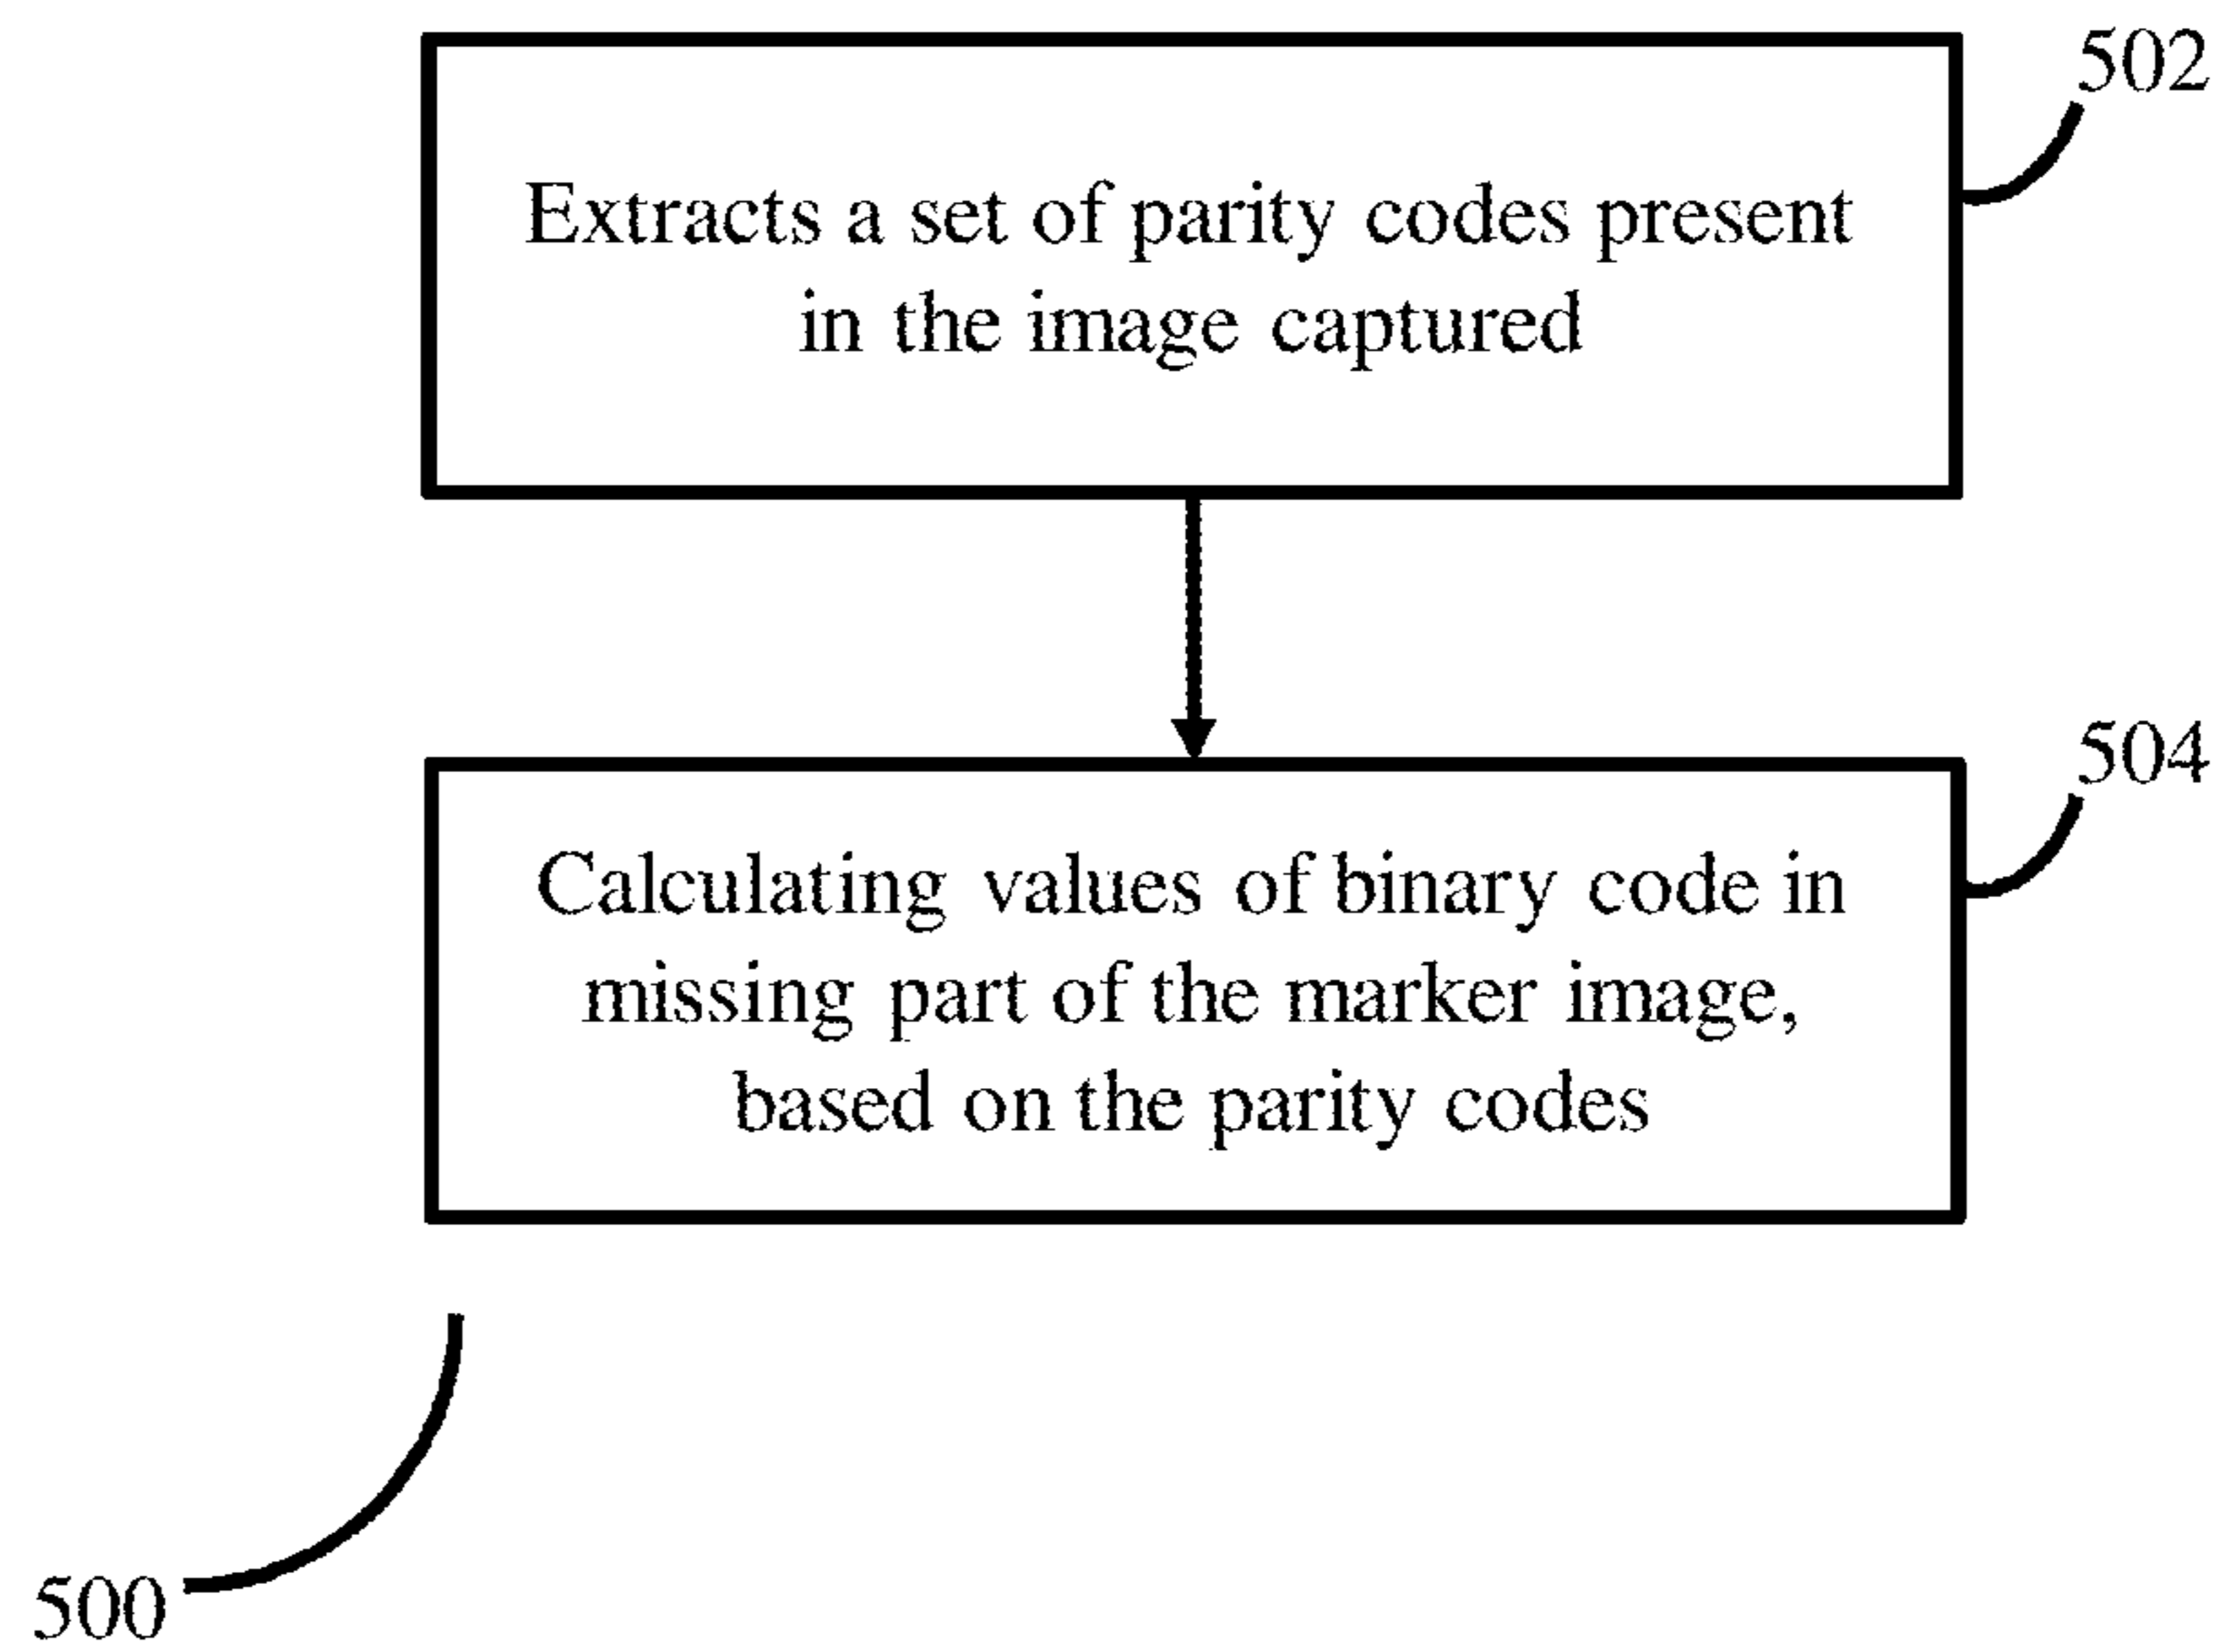 502
Extracts a set of parity codes present
in the image captured
504
Calculating values of binary code in
missing part of the marker image,
based on the parity codes
500